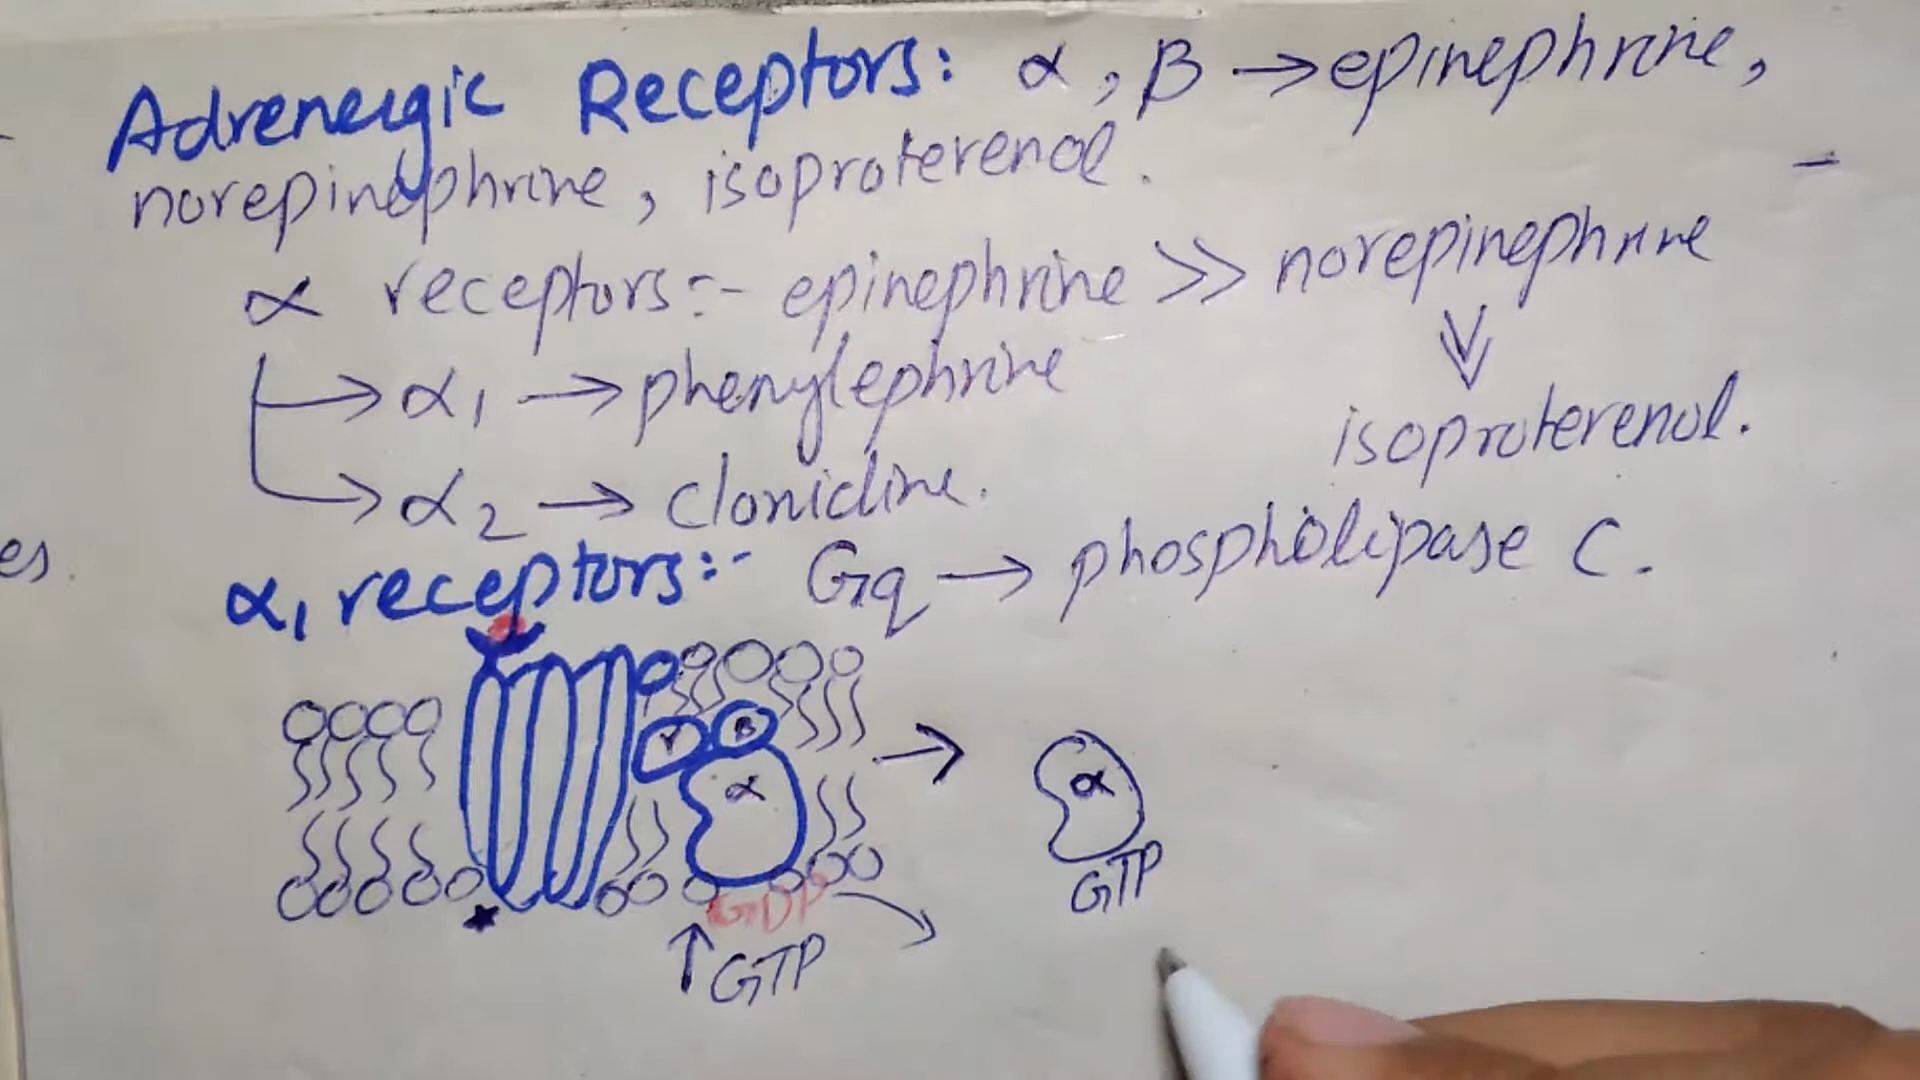 Adrenergic Receptors: α, β → epinephrine,
norepinephrine, isoproterenol.
α receptors:- epinephrine >> norepinephrine
>> isoproterenol.
→ α1 → phenylephrine
→ α2 → clonidine.
es.
α1 receptors:- Gq → phospholipase C.
γ β
α
GDP
↑ GTP
→ α
GTP